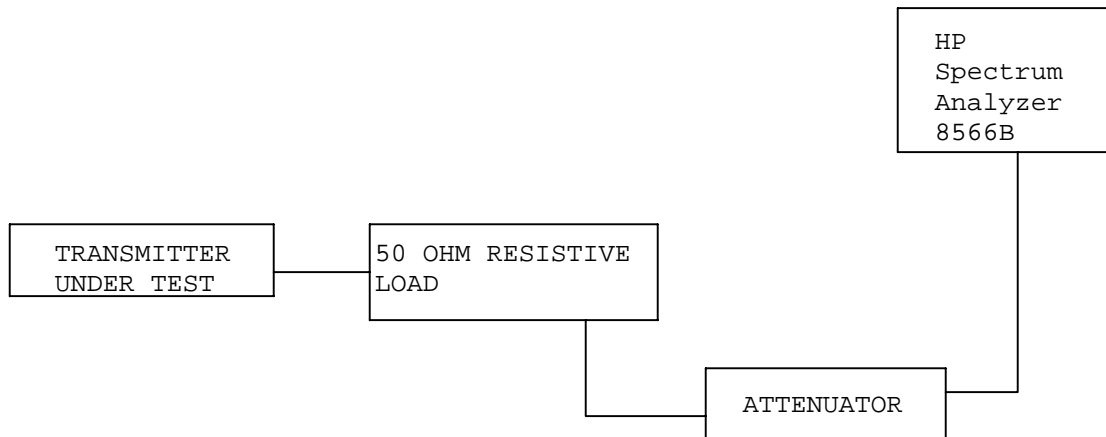 HP
Spectrum
Analyzer
8566B
TRANSMITTER
UNDER TEST
50 OHM RESISTIVE
LOAD
ATTENUATOR